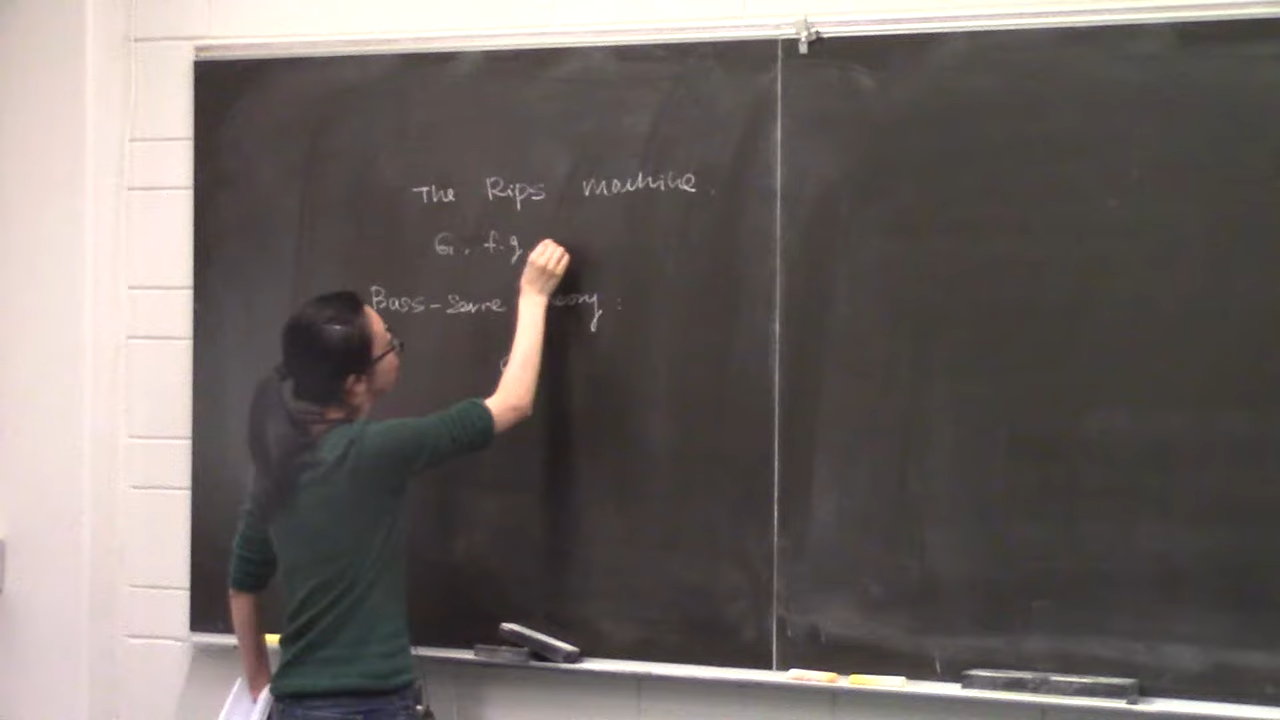 The Rips Machine.
G, f.g
Bass-Serre :